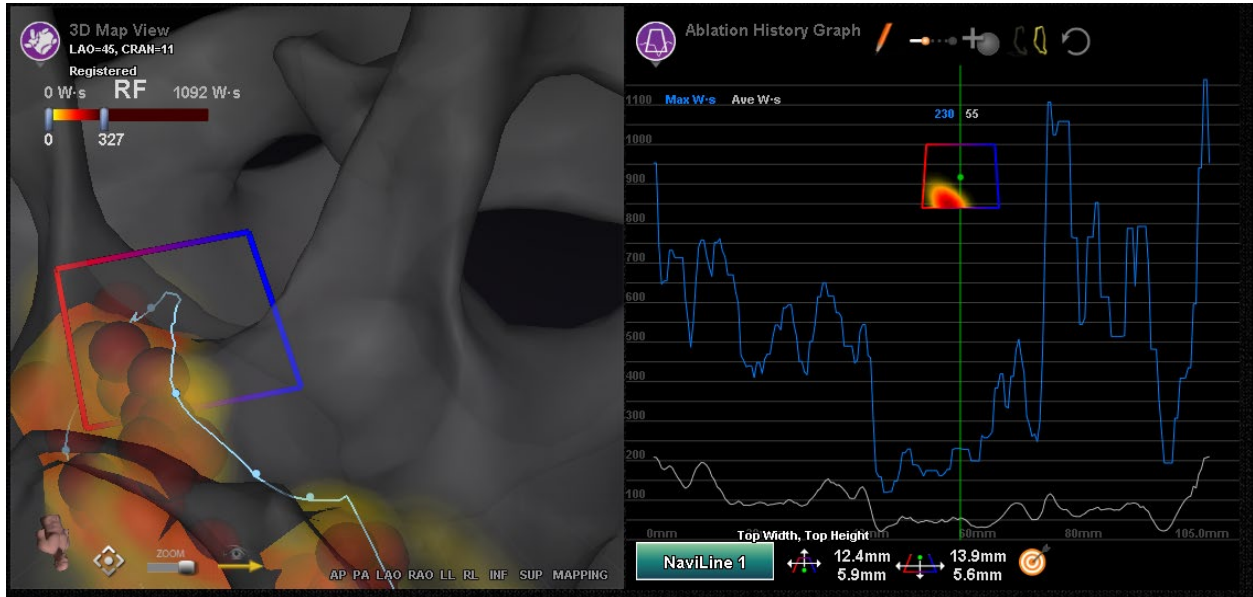 3D Map View
LAO=45, CRAN=11
Registered
0 W·s RF 1092 W·s
0 327
ZOOM
AP PA LAO RAO LL RL INF SUP MAPPING
Ablation History Graph
Max W·s Ave W·s
230 55
1100
1000
900
800
700
600
500
400
300
200
100
0mm 80mm 105.0mm
Top Width, Top Height
NaviLine 1
12.4mm 13.9mm
5.9mm 5.6mm